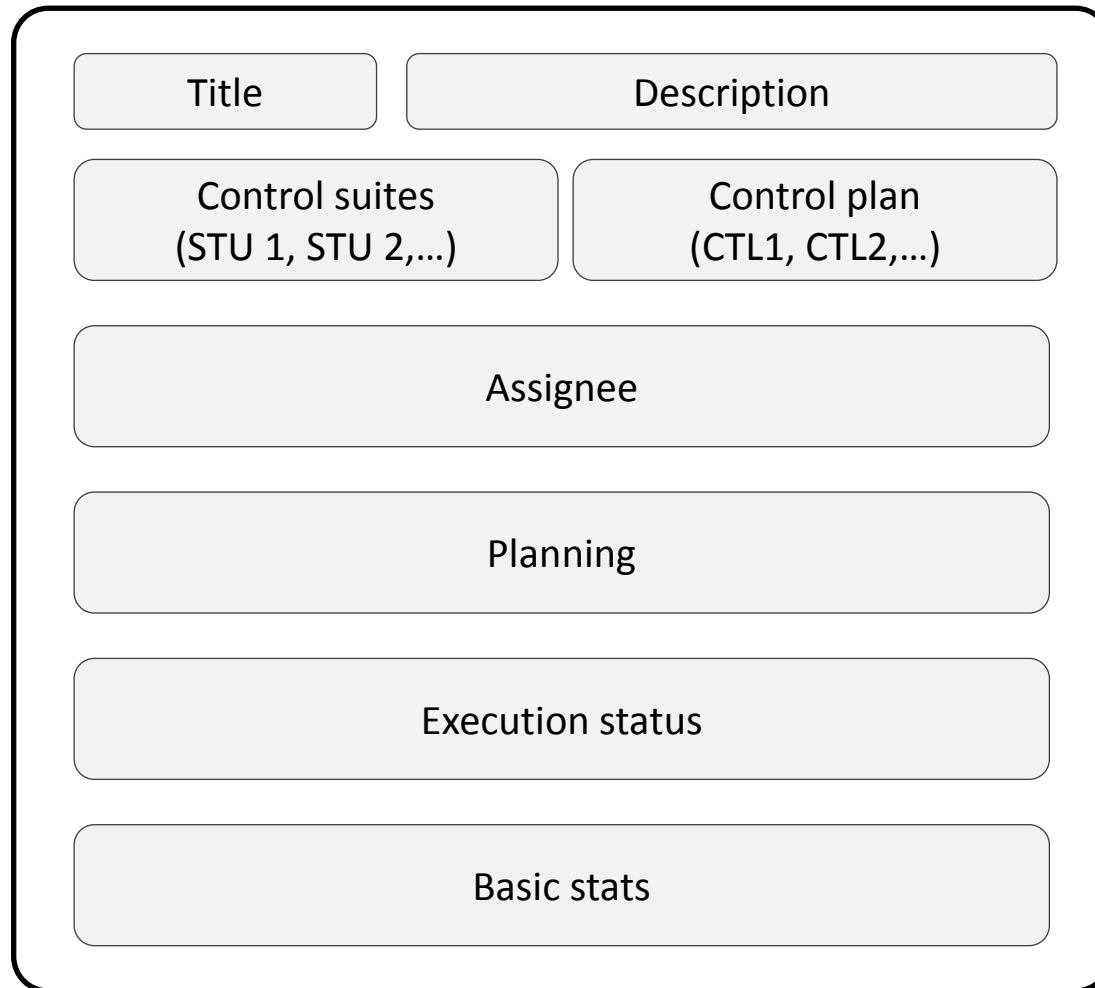 Title
Description
Control suites
(STU 1, STU 2,...)
Control plan
(CTL1, CTL2,...)
Assignee
Planning
Execution status
Basic stats